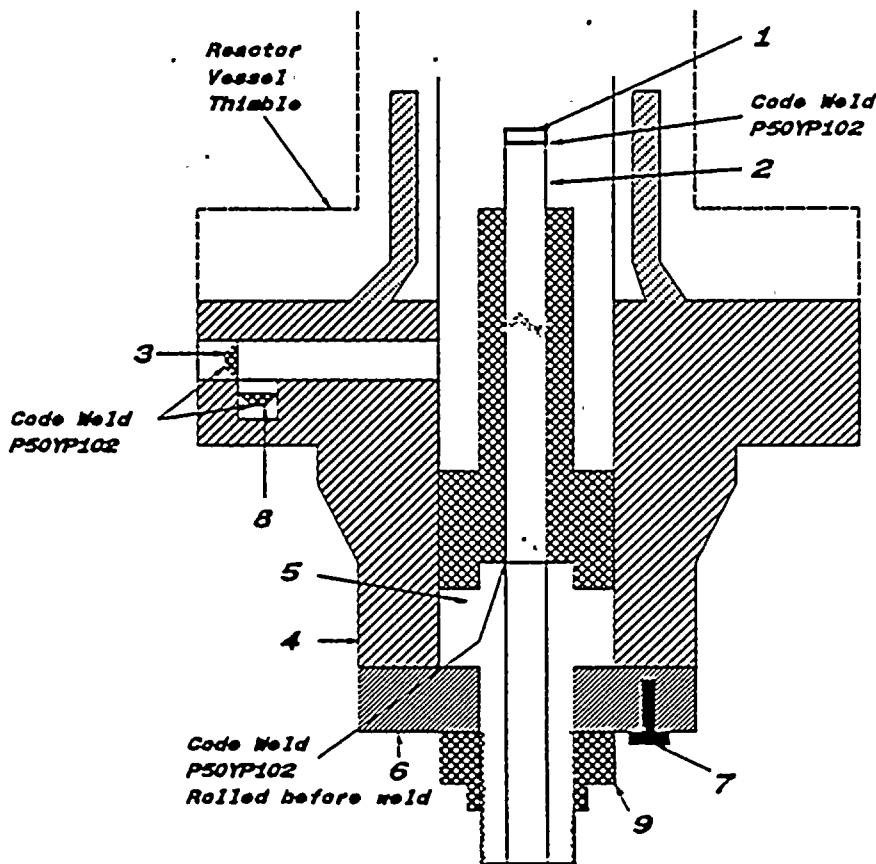 Reactor
Vessel
Thimble
1
Code Weld
P50YP102
2
3
Code Weld
P50YP102
8
5
4
Code Weld
P50YP102
Rolled before weld
6
7
9